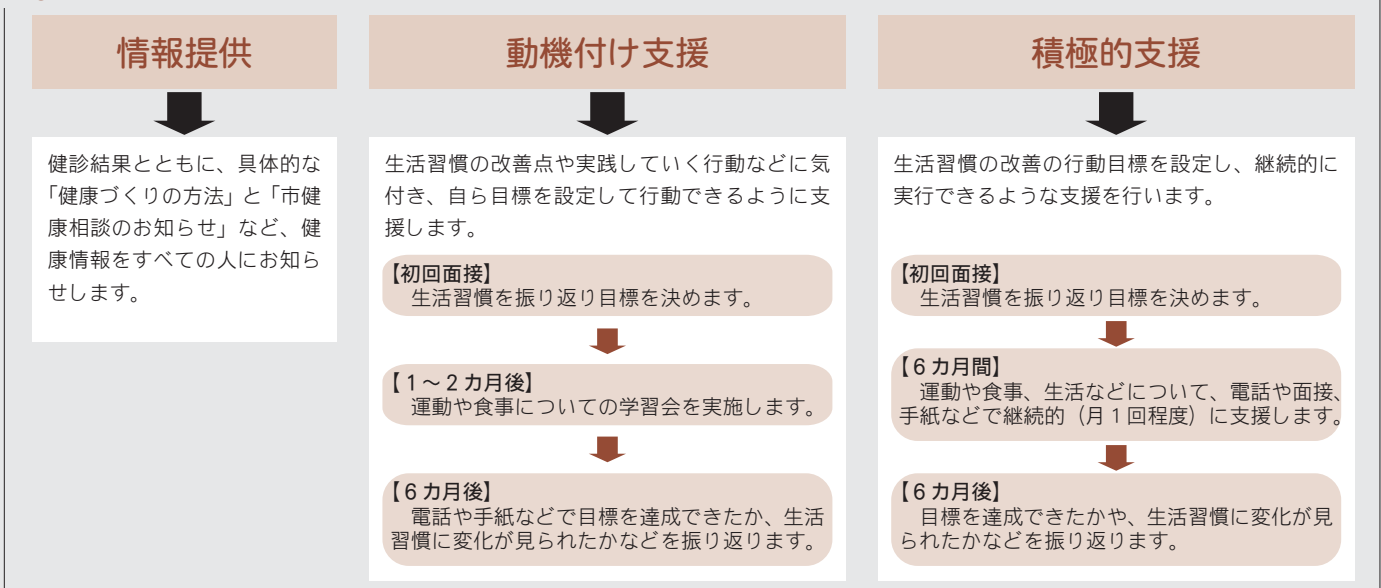 情報提供
健診結果とともに、具体的な
「健康づくりの方法」と「市健
康相談のお知らせ」など、健
康情報をすべての人にお知ら
せします。
動機付け支援
生活習慣の改善点や実践していく行動などに気
付き、自ら目標を設定して行動できるように支
援します。
【初回面接】
生活習慣を振り返り目標を決めます。
【1～2カ月後】
運動や食事についての学習会を実施します。
【6カ月後】
電話や手紙などで目標を達成できたか、生活
習慣に変化が見られたかなどを振り返ります。
積極的支援
生活習慣の改善の行動目標を設定し、継続的に
実行できるような支援を行います。
【初回面接】
生活習慣を振り返り目標を決めます。
【6カ月間】
運動や食事、生活などについて、電話や面接、
手紙などで継続的（月1回程度）に支援します。
【6カ月後】
目標を達成できたかや、生活習慣に変化が見
られたかなどを振り返ります。